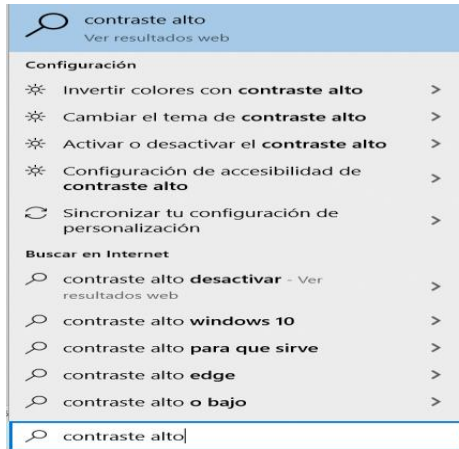 contraste alto
Ver resultados web
Configuración
Invertir colores con contraste alto
Cambiar el tema de contraste alto
Activar o desactivar el contraste alto
Configuración de accesibilidad de
contraste alto
Sincronizar tu configuración de
personalización
Buscar en Internet
contraste alto desactivar - Ver
resultados web
contraste alto windows 10
contraste alto para que sirve
contraste alto edge
contraste alto o bajo
contraste alto